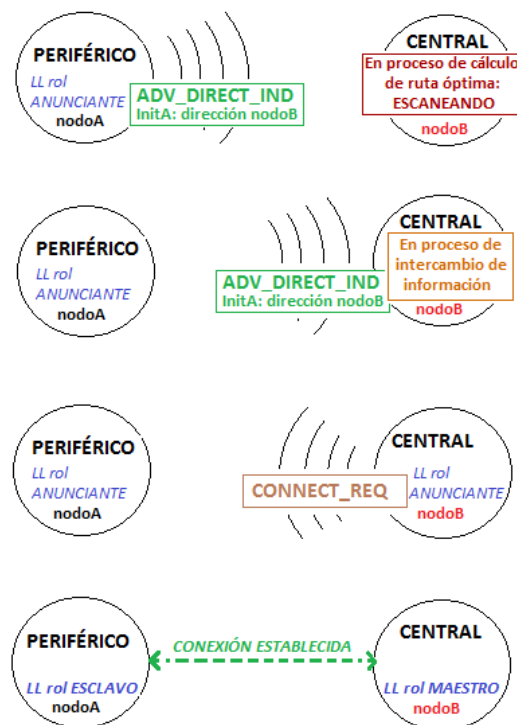 PERIFÉRICO
LL rol
ANUNCIANTE
nodoA
ADV_DIRECT_IND
InitA: dirección nodoB
CENTRAL
En proceso de cálculo
de ruta óptima:
ESCANEANDO
nodoB
PERIFÉRICO
LL rol
ANUNCIANTE
nodoA
ADV_DIRECT_IND
InitA: dirección nodoB
CENTRAL
En proceso de
intercambio de
información
nodoB
PERIFÉRICO
LL rol
ANUNCIANTE
nodoA
CONNECT_REQ
CENTRAL
LL rol
ANUNCIANTE
nodoB
PERIFÉRICO
LL rol ESCLAVO
nodoA
CONEXIÓN ESTABLECIDA
CENTRAL
LL rol MAESTRO
nodoB